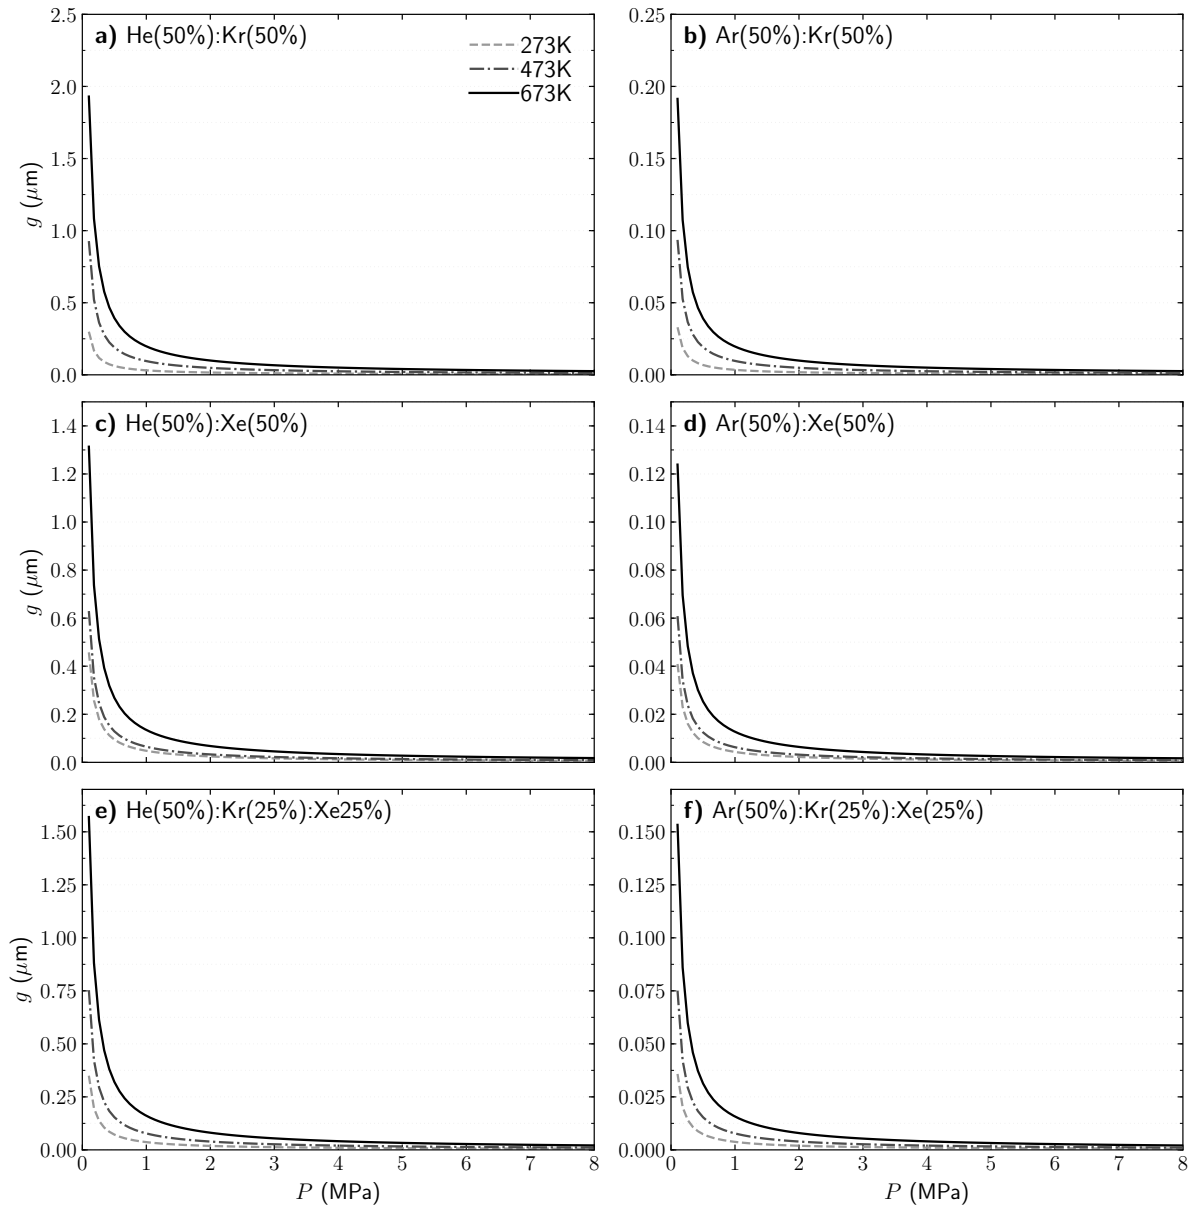 a) He(50%):Kr(50%)
273K
473K
673K
2.5
2.0
1.5
1.0
0.5
0.0
g (μm)
b) Ar(50%):Kr(50%)
0.25
0.20
0.15
0.10
0.05
0.00
c) He(50%):Xe(50%)
1.4
1.2
1.0
0.8
0.6
0.4
0.2
0.0
g (μm)
d) Ar(50%):Xe(50%)
0.14
0.12
0.10
0.08
0.06
0.04
0.02
0.00
e) He(50%):Kr(25%):Xe25%)
1.50
1.25
1.00
0.75
0.50
0.25
0.00
g (μm)
0 1 2 3 4 5 6 7 8
P (MPa)
f) Ar(50%):Kr(25%):Xe(25%)
0.150
0.125
0.100
0.075
0.050
0.025
0.000
0 1 2 3 4 5 6 7 8
P (MPa)